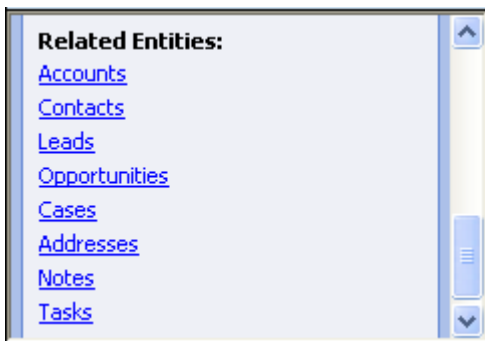 Related Entities:
Accounts
Contacts
Leads
Opportunities
Cases
Addresses
Notes
Tasks